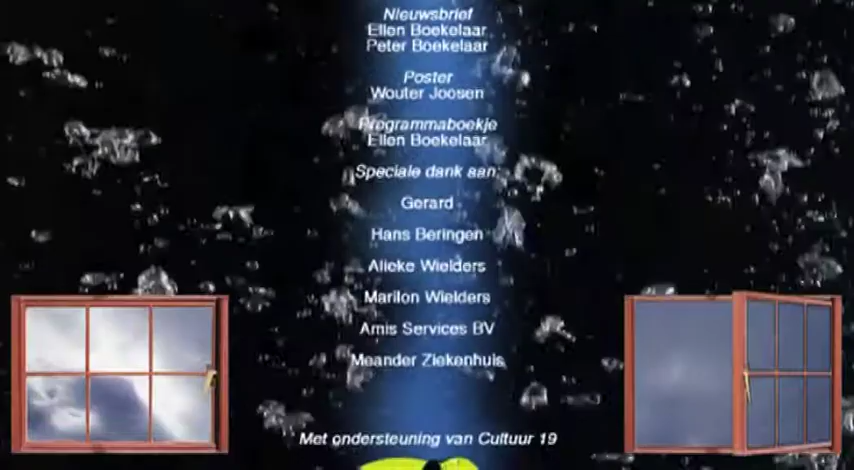 Nieuwsbrief
Ellen Boekelaar
Peter Boekelaar
Poster
Wouter Joosen
Programmaboekje
Ellen Boekelaar
Speciale dank aan:
Gerard
Hans Beringen
Alieke Wielders
Marilon Wielders
Amis Services BV
Meander Ziekenhuis
Met ondersteuning van Cultuur 19